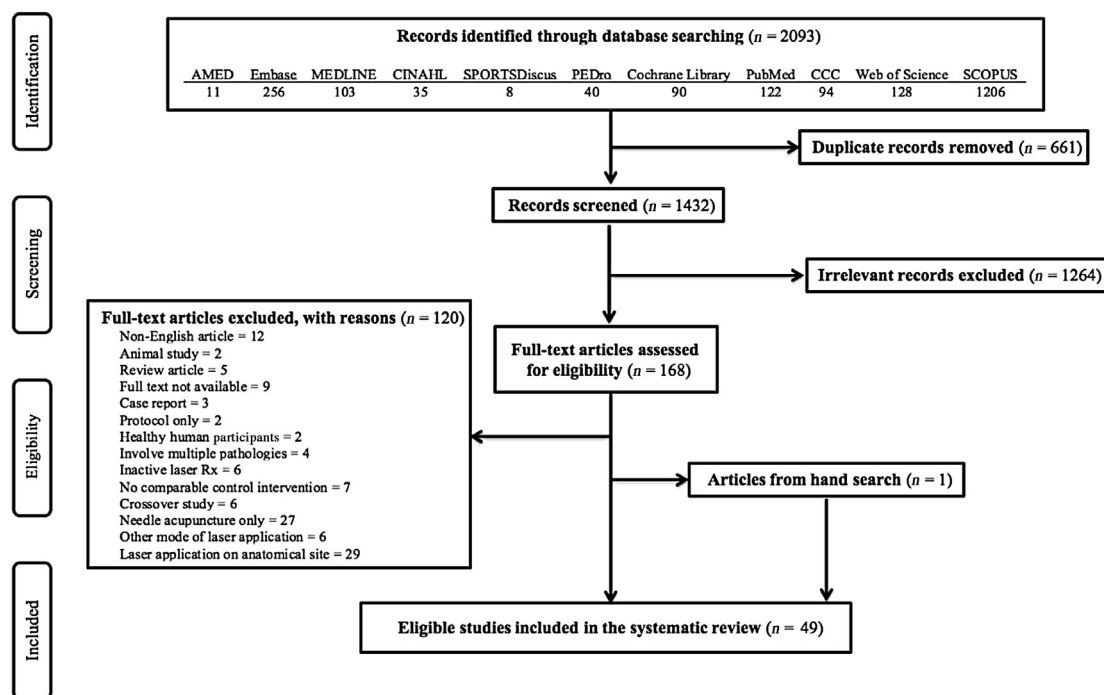 Identification
Records identified through database searching (n = 2093)
AMED Embase MEDLINE CINAHL SPORTSDiscus PEDro Cochrane Library PubMed CCC Web of Science SCOPUS
11 256 103 35 8 40 90 122 94 128 1206
Duplicate records removed (n = 661)
Screening
Records screened (n = 1432)
Irrelevant records excluded (n = 1264)
Full-text articles excluded, with reasons (n = 120)
Non-English article = 12
Animal study = 2
Review article = 5
Full text not available = 9
Case report = 3
Protocol only = 2
Healthy human participants = 2
Involve multiple pathologies = 4
Inactive laser Rx = 6
No comparable control intervention = 7
Crossover study = 6
Needle acupuncture only = 27
Other mode of laser application = 6
Laser application on anatomical site = 29
Full-text articles assessed
for eligibility (n = 168)
Eligibility
Articles from hand search (n = 1)
Included
Eligible studies included in the systematic review (n = 49)